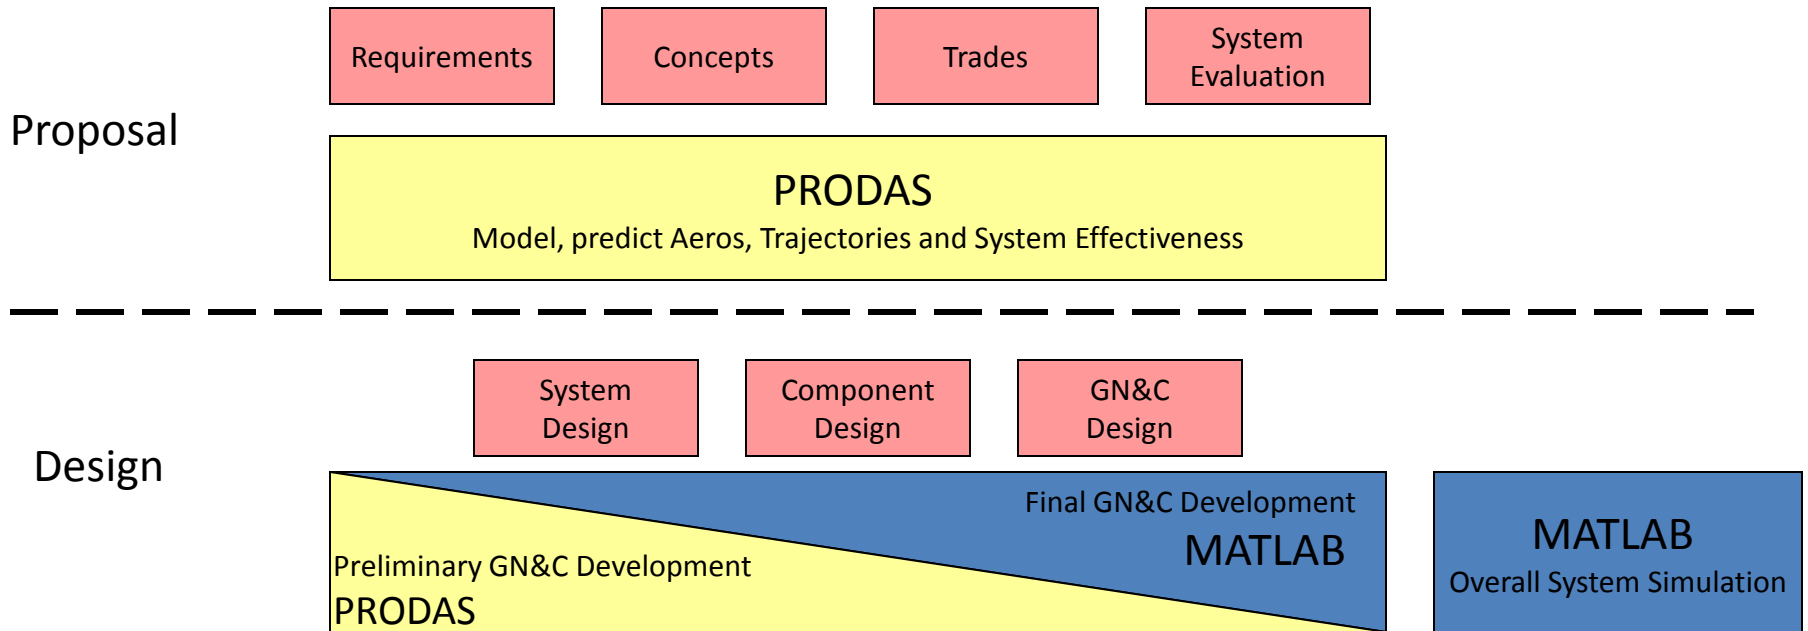 Requirements
Concepts
Trades
System
Evaluation
Proposal
PRODAS
Model, predict Aeros, Trajectories and System Effectiveness
System
Design
Component
Design
GN&C
Design
Design
Final GN&C Development
MATLAB
Preliminary GN&C Development
PRODAS
MATLAB
Overall System Simulation